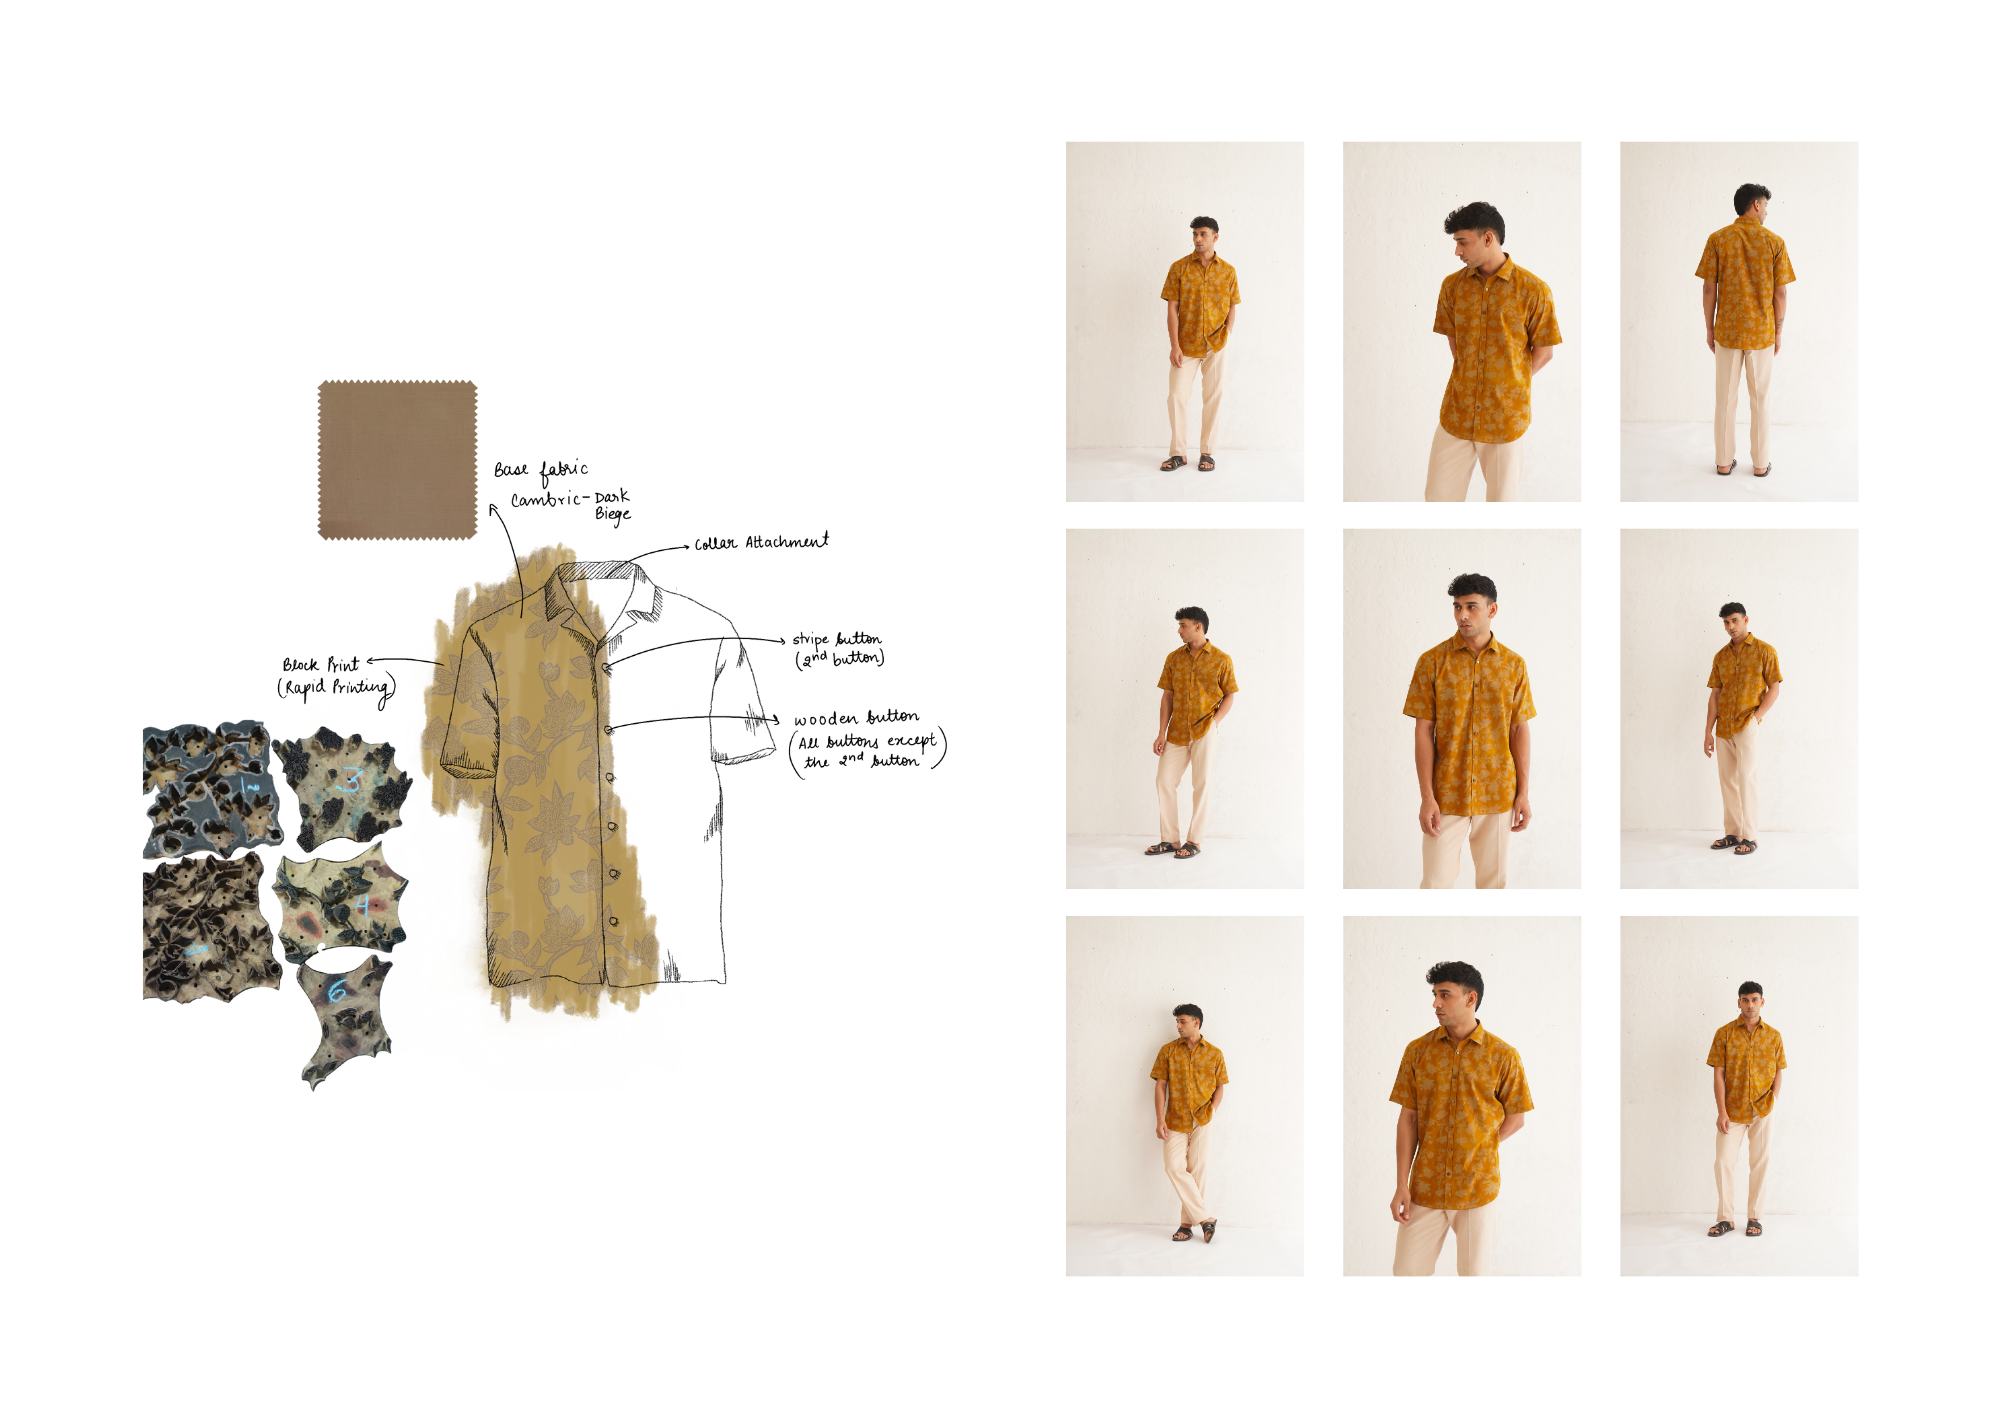 Base fabric
Cambric-Dark
Biege
Collar Attachment
stripe button
(2nd button)
Block Print
(Rapid Printing)
wooden button
(All buttons except
the 2nd button)
3
4
6